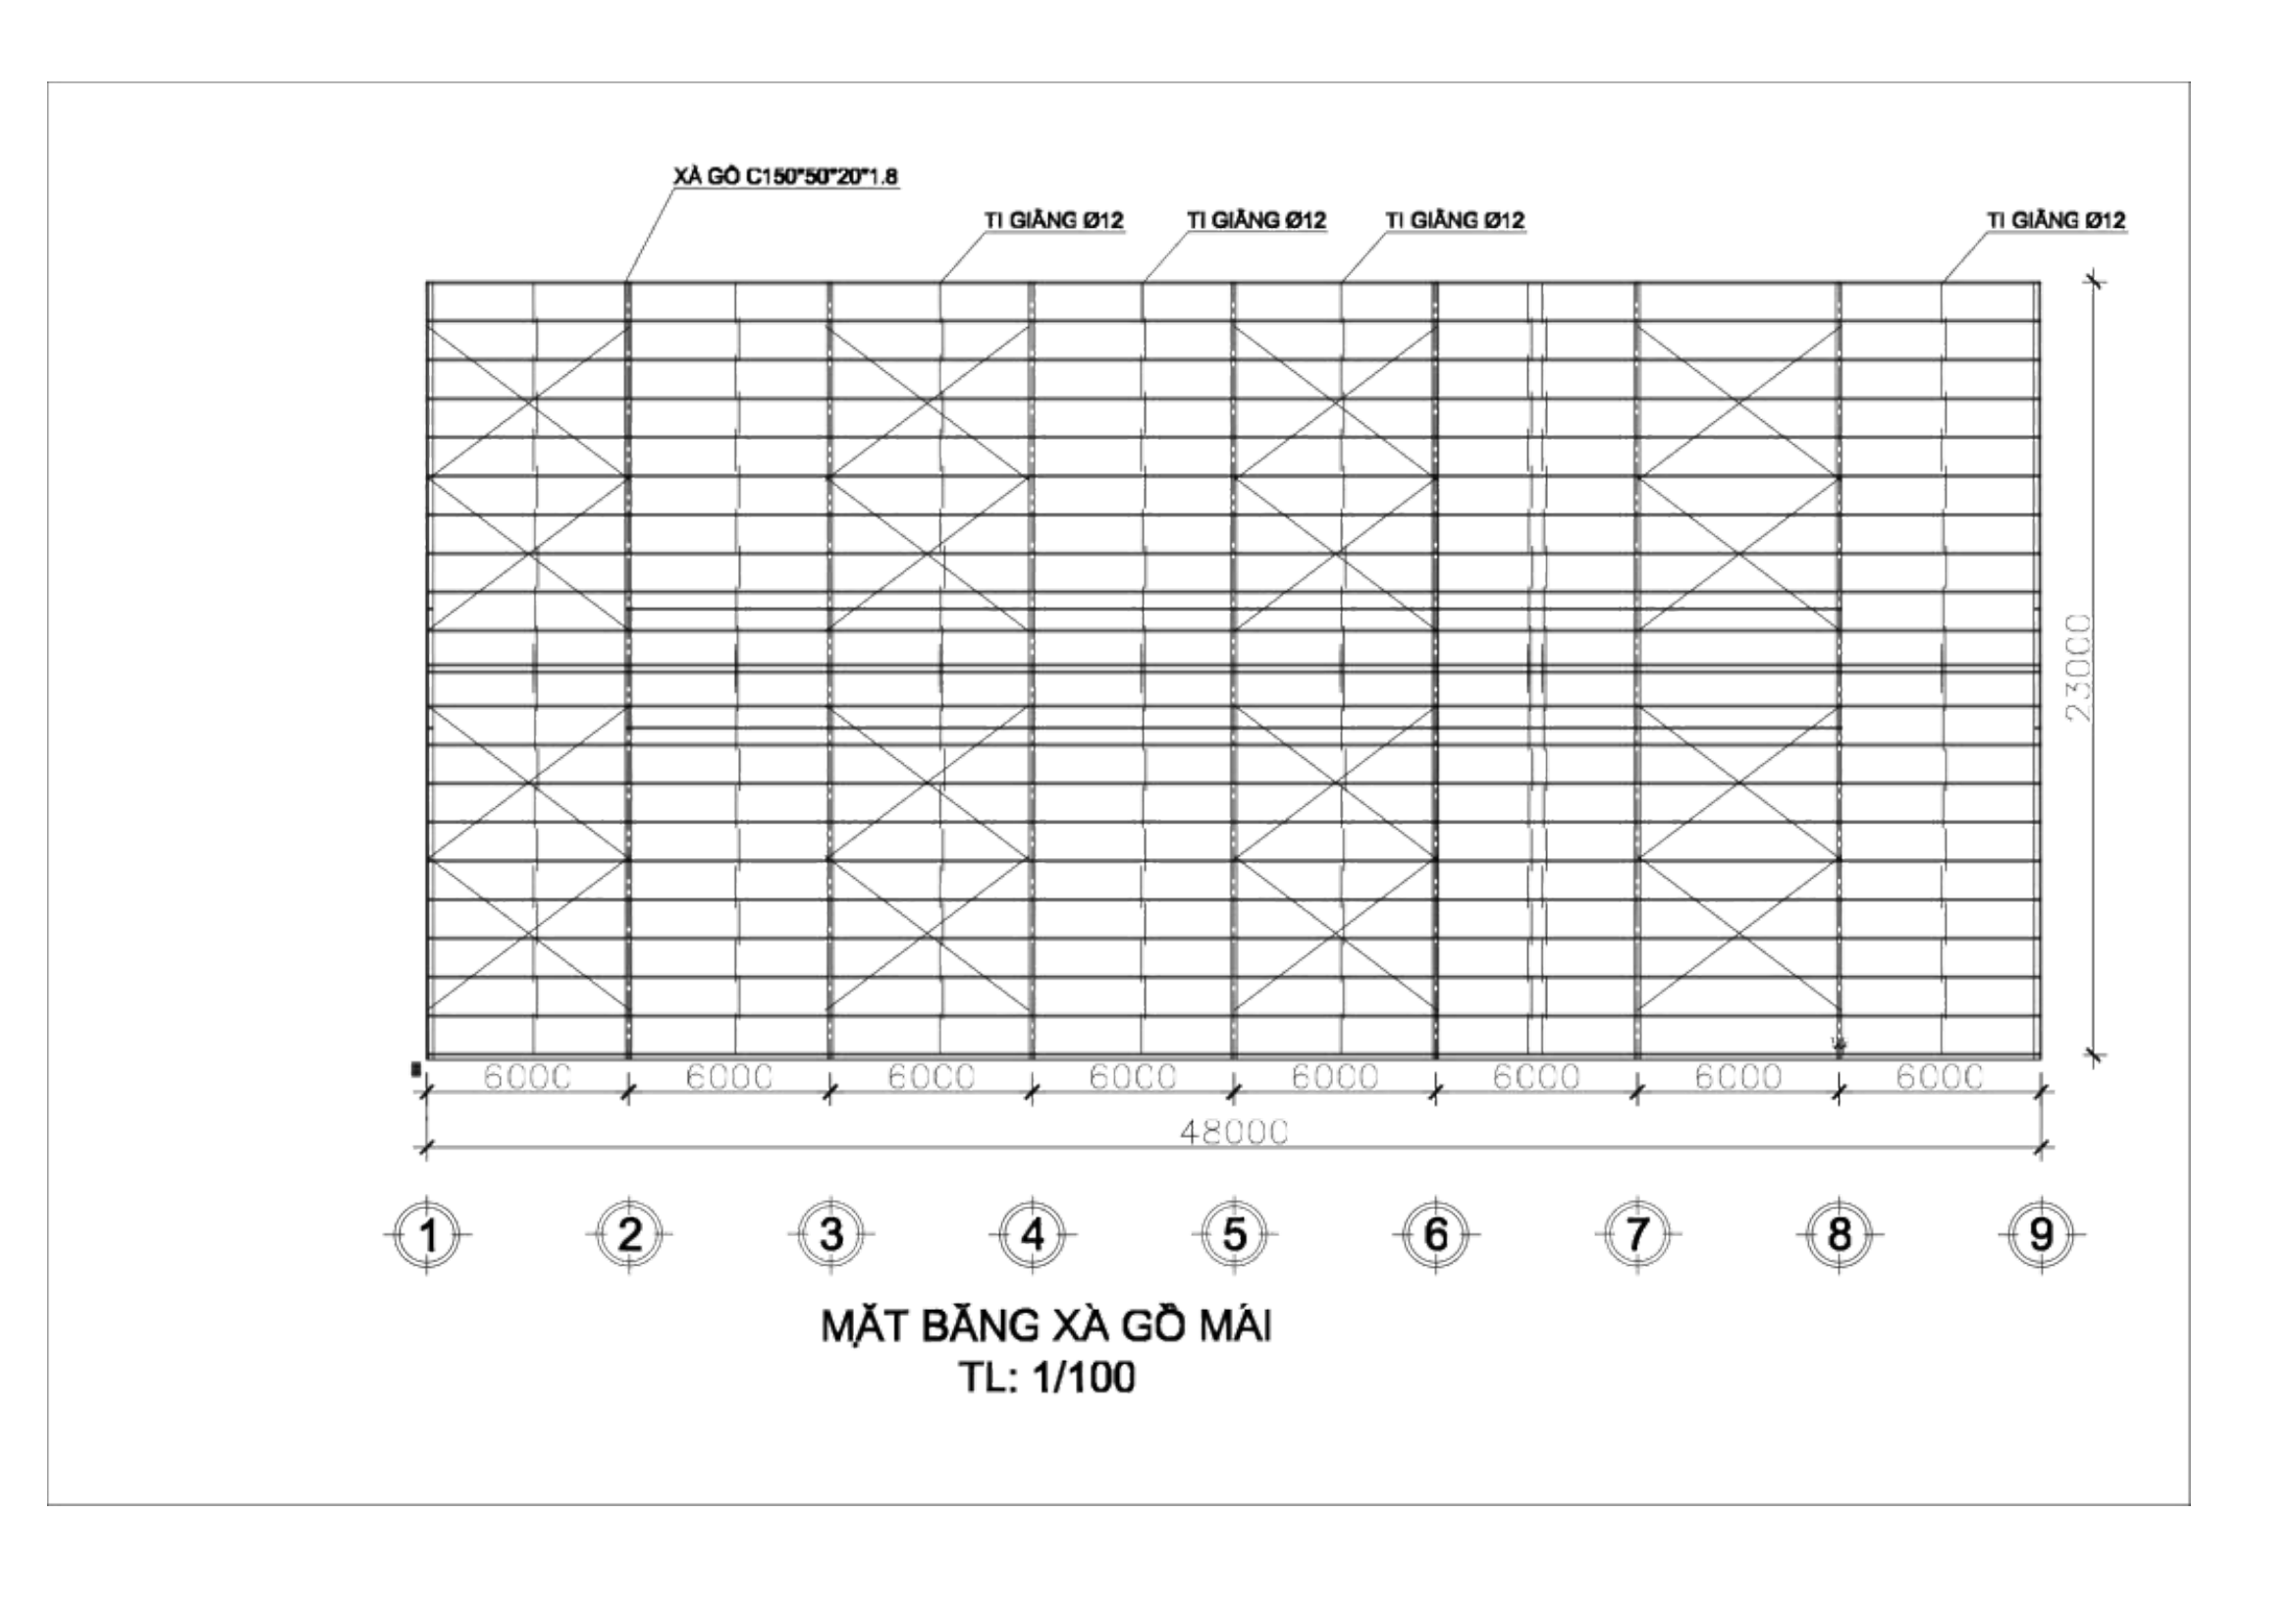 XÀ GỒ C150*50*20*1.8
TI GIẰNG Ø12 TI GIẰNG Ø12 TI GIẰNG Ø12 TI GIẰNG Ø12
23000
6000 6000 6000 6000 6000 6000 6000 6000
48000
1 2 3 4 5 6 7 8 9
MẶT BẰNG XÀ GỒ MÁI
TL: 1/100